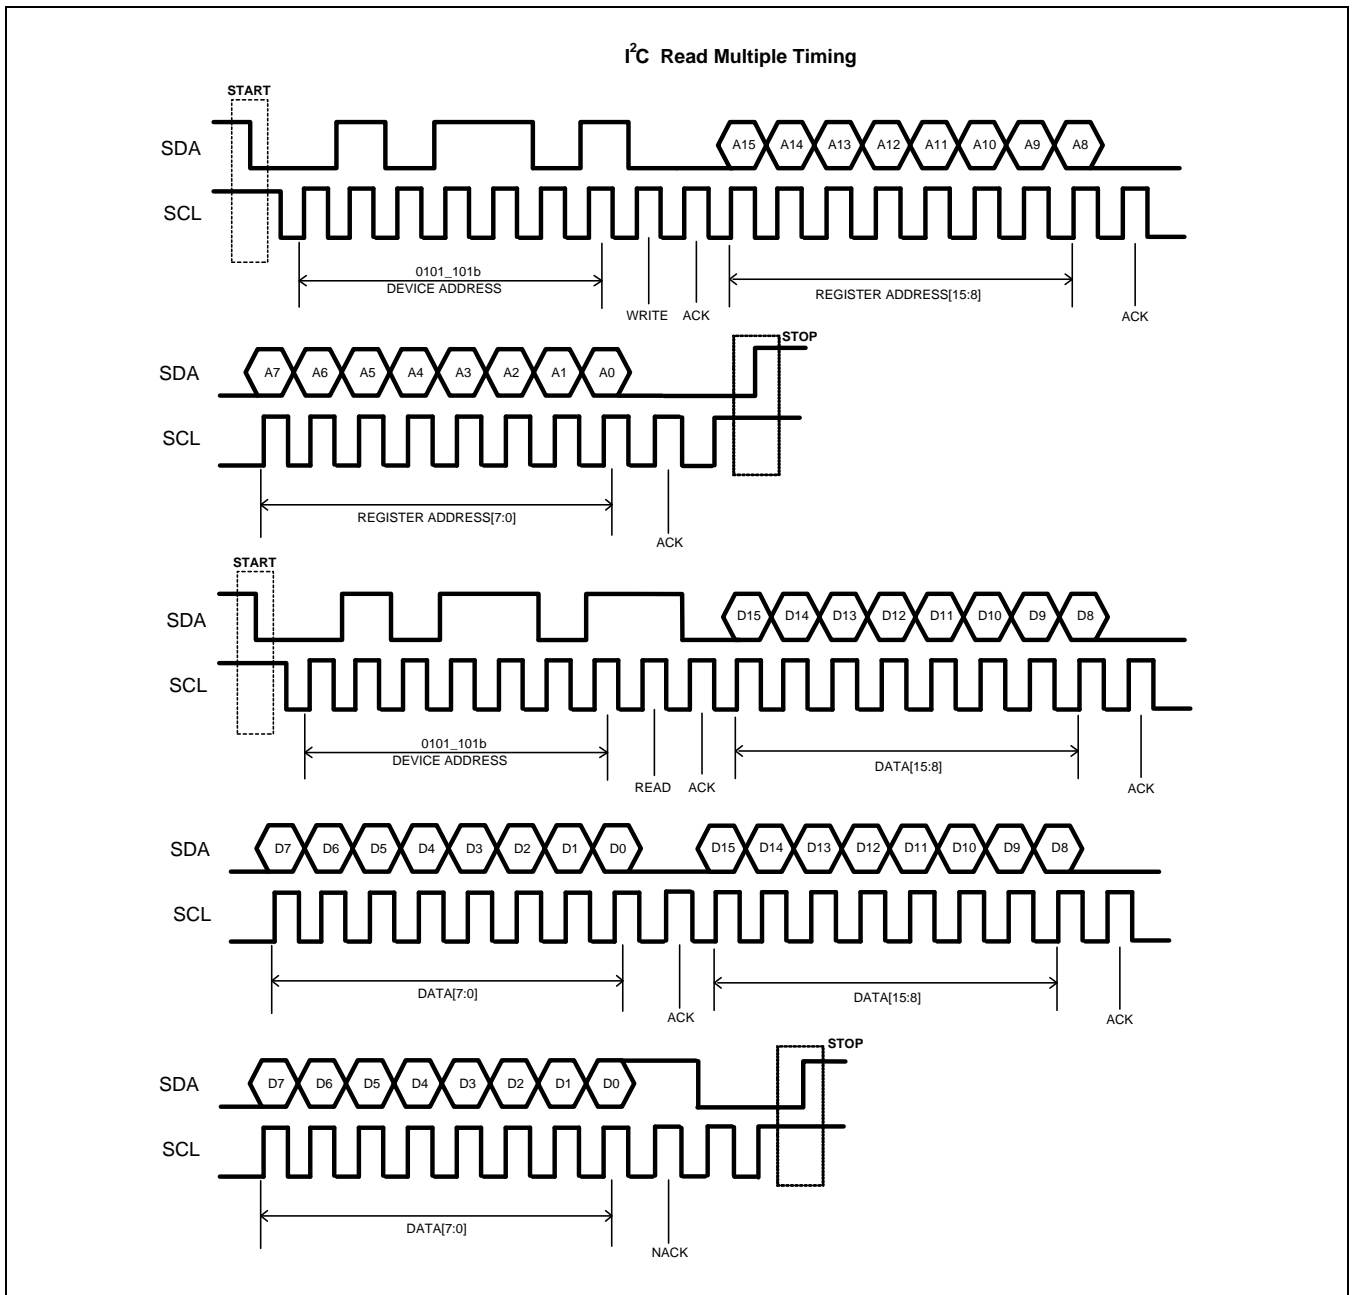 I²C Read Multiple Timing
START
SDA
A15 A14 A13 A12 A11 A10 A9 A8
SCL
0101_101b
DEVICE ADDRESS
REGISTER ADDRESS[15:8]
WRITE ACK
ACK
STOP
SDA
A7 A6 A5 A4 A3 A2 A1 A0
SCL
REGISTER ADDRESS[7:0]
ACK
START
SDA
D15 D14 D13 D12 D11 D10 D9 D8
SCL
0101_101b
DEVICE ADDRESS
DATA[15:8]
READ ACK
ACK
SDA
D7 D6 D5 D4 D3 D2 D1 D0 D15 D14 D13 D12 D11 D10 D9 D8
SCL
DATA[7:0]
DATA[15:8]
ACK
ACK
STOP
SDA
D7 D6 D5 D4 D3 D2 D1 D0
SCL
DATA[7:0]
NACK